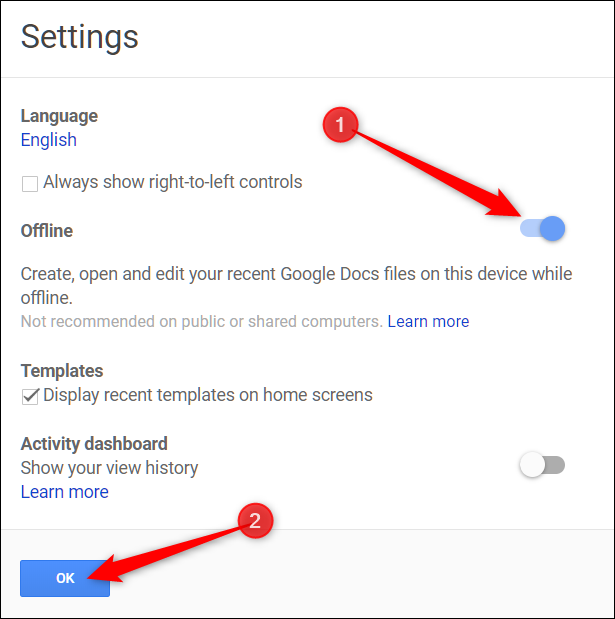 Settings
Language
English
1
Always show right-to-left controls
Offline
Create, open and edit your recent Google Docs files on this device while
offline.
Not recommended on public or shared computers. Learn more
Templates
Display recent templates on home screens
Activity dashboard
Show your view history
Learn more
2
OK